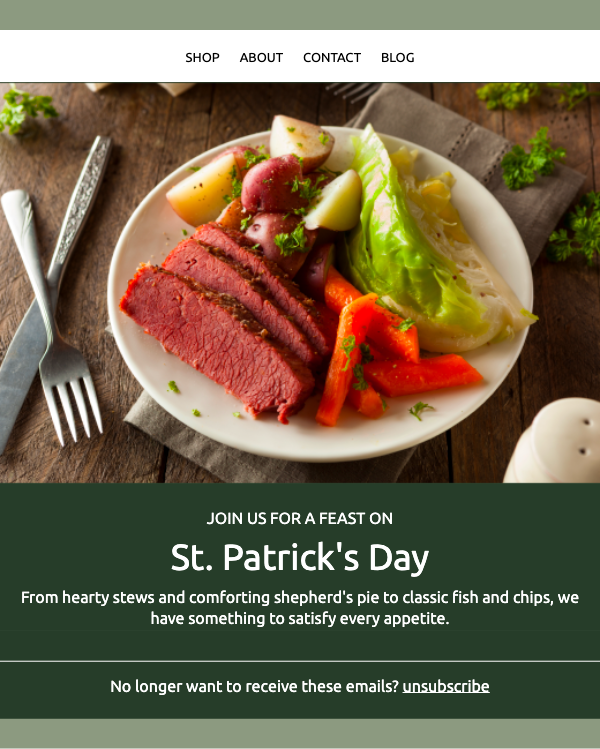 SHOP ABOUT CONTACT BLOG
JOIN US FOR A FEAST ON
St. Patrick's Day
From hearty stews and comforting shepherd's pie to classic fish and chips, we
have something to satisfy every appetite.
No longer want to receive these emails? unsubscribe